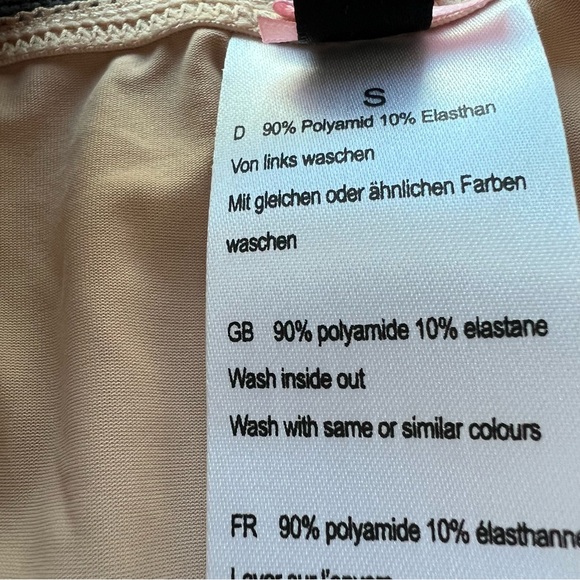 S
D 90% Polyamid 10% Elasthan
Von links waschen
Mit gleichen oder ähnlichen Farben
waschen
GB 90% polyamide 10% elastane
Wash inside out
Wash with same or similar colours
FR 90% polyamide 10% élasthanne